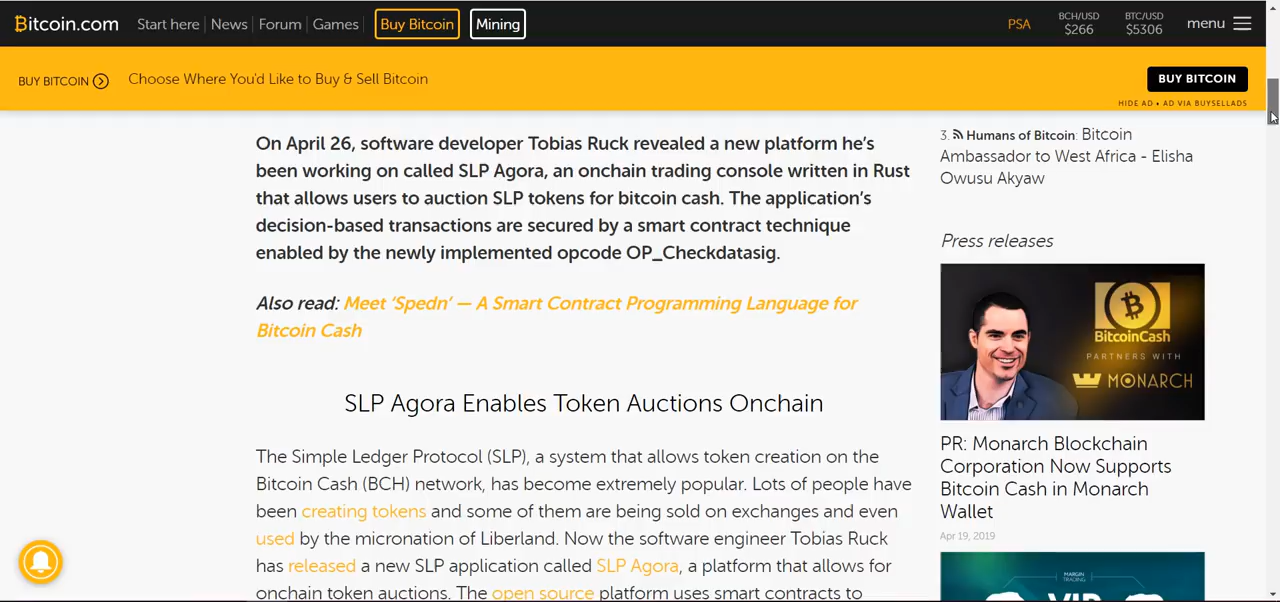 Bitcoin.com
Start here | News | Forum | Games | Buy Bitcoin Mining
PSA
BCH/USD
$266
BTC/USD
$5306
menu
BUY BITCOIN
Choose Where You'd Like to Buy & Sell Bitcoin
BUY BITCOIN
HIDE AD • AD VIA BUYSELLADS
On April 26, software developer Tobias Ruck revealed a new platform he's
been working on called SLP Agora, an onchain trading console written in Rust
that allows users to auction SLP tokens for bitcoin cash. The application's
decision-based transactions are secured by a smart contract technique
enabled by the newly implemented opcode OP_Checkdatasig.
Also read: Meet 'Spedn' — A Smart Contract Programming Language for
Bitcoin Cash
SLP Agora Enables Token Auctions Onchain
The Simple Ledger Protocol (SLP), a system that allows token creation on the
Bitcoin Cash (BCH) network, has become extremely popular. Lots of people have
been creating tokens and some of them are being sold on exchanges and even
used by the micronation of Liberland. Now the software engineer Tobias Ruck
has released a new SLP application called SLP Agora, a platform that allows for
onchain token auctions. The open source platform uses smart contracts to
3. Humans of Bitcoin: Bitcoin
Ambassador to West Africa - Elisha
Owusu Akyaw
Press releases
BitcoinCash
PARTNERS WITH
MONARCH
PR: Monarch Blockchain
Corporation Now Supports
Bitcoin Cash in Monarch
Wallet
Apr 19, 2019
MARGIN
TRADING
VIP